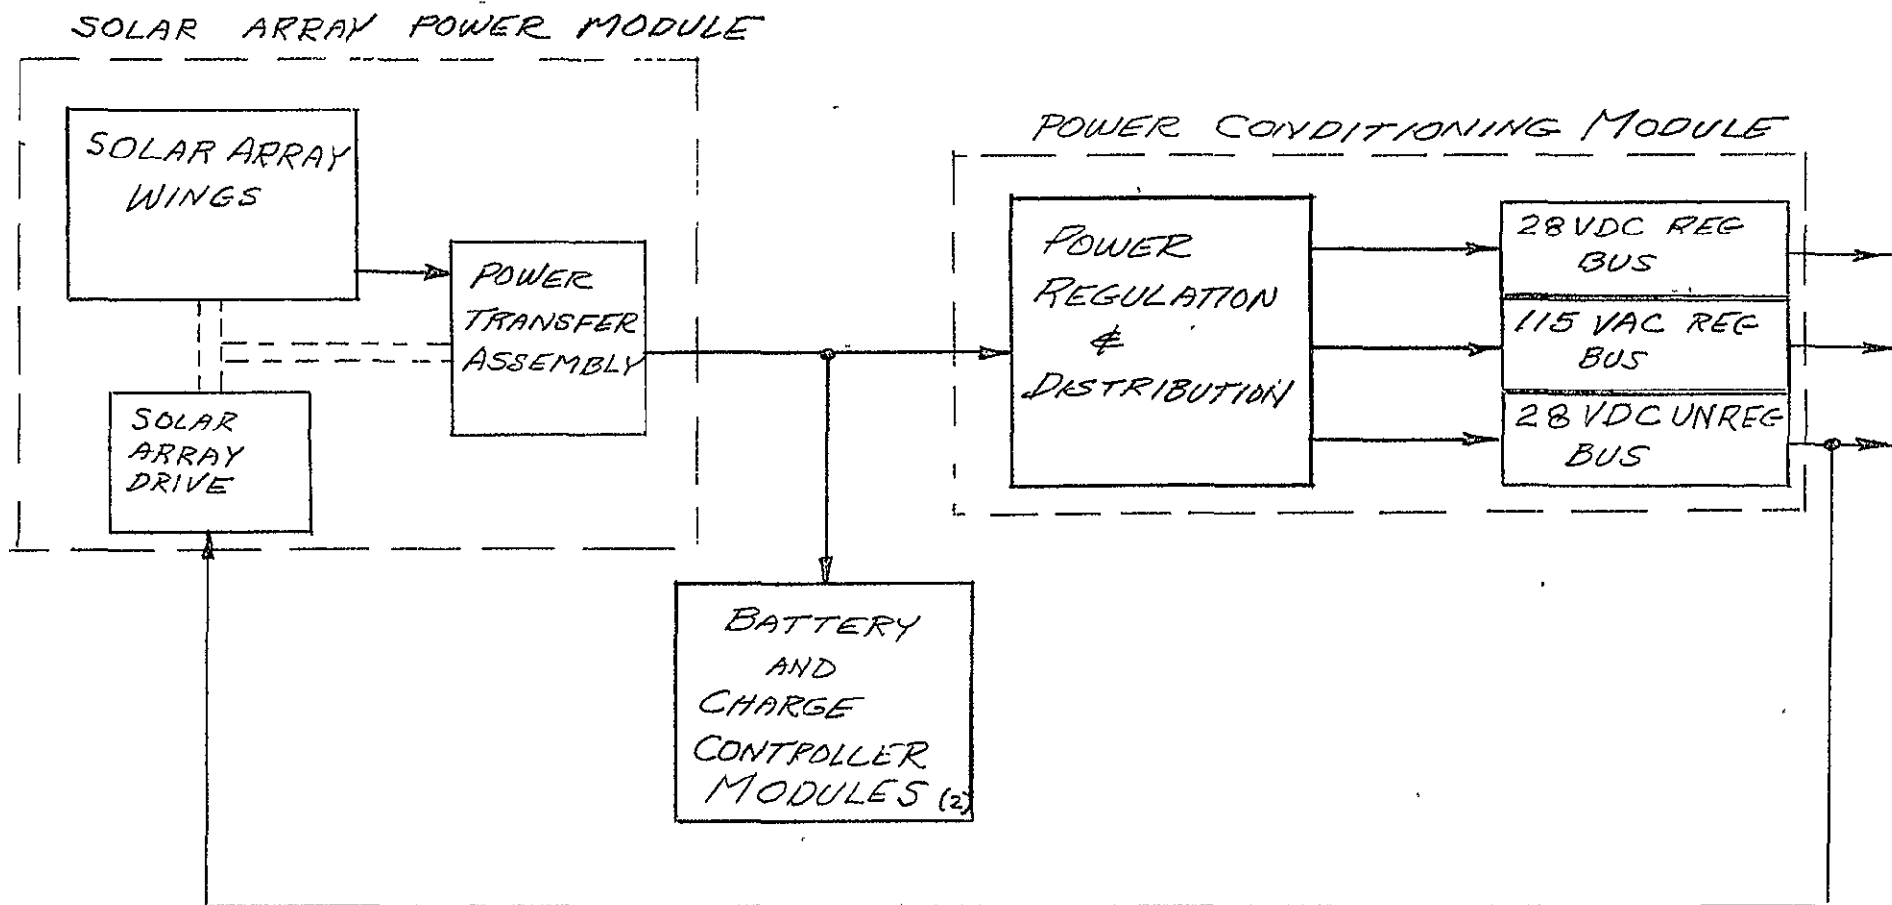 SOLAR ARRAY POWER MODULE
SOLAR ARRAY
WINGS
POWER
TRANSFER
ASSEMBLY
SOLAR
ARRAY
DRIVE
BATTERY
AND
CHARGE
CONTROLLER
MODULES (2)
POWER CONDITIONING MODULE
POWER
REGULATION
&
DISTRIBUTION
28 VDC REG
BUS
115 VAC REG
BUS
28 VDC UNREG
BUS